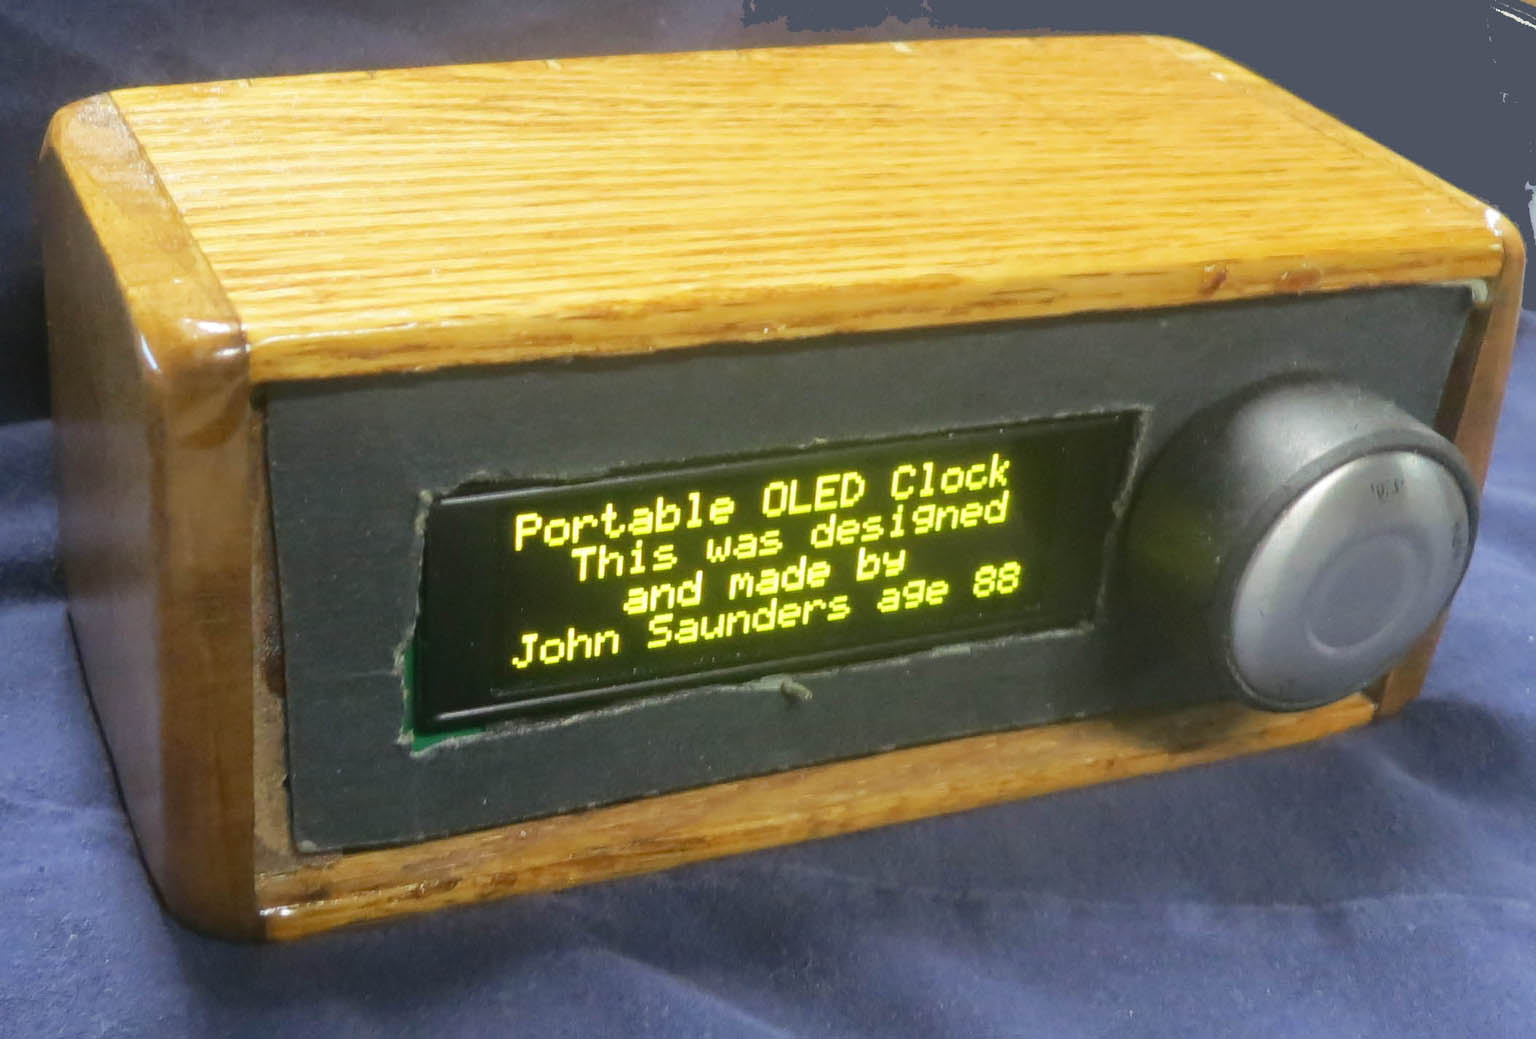 Portable OLED Clock
This was designed
and made by
John Saunders age 88